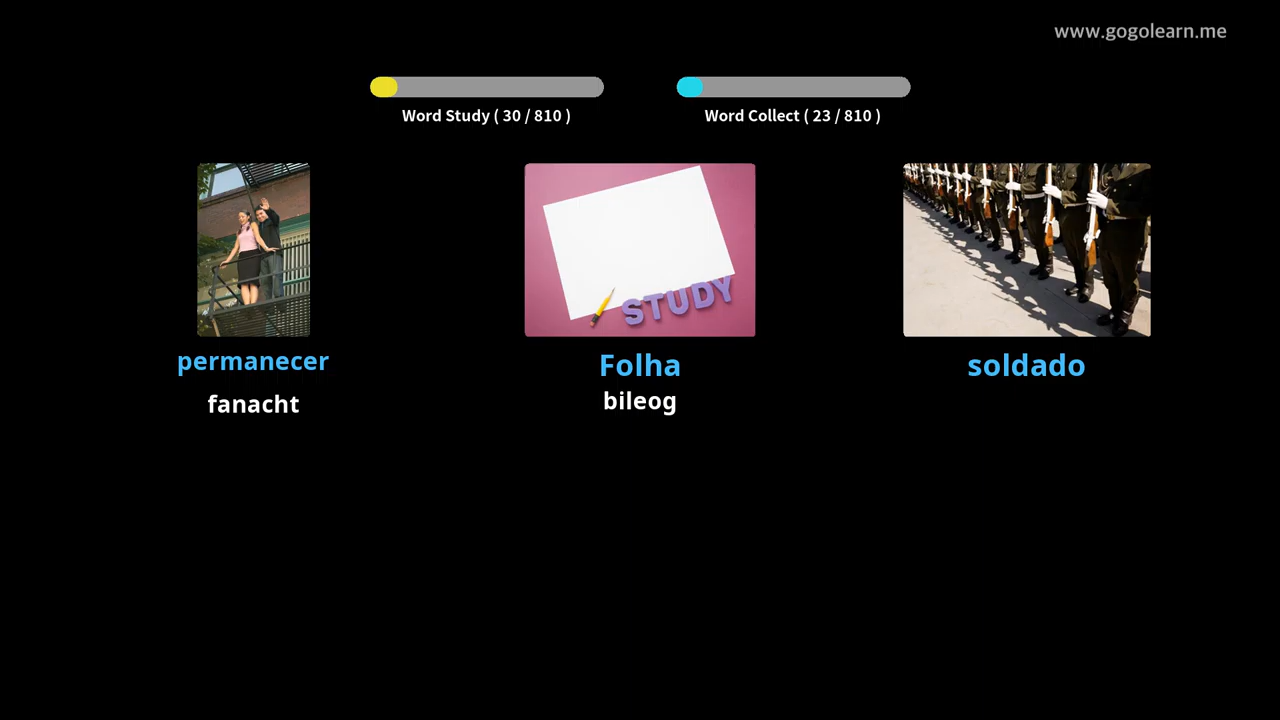 www.gogolearn.me
Word Study ( 30 / 810 )
Word Collect ( 23 / 810 )
STUDY
permanecer
fanacht
Folha
bileog
soldado